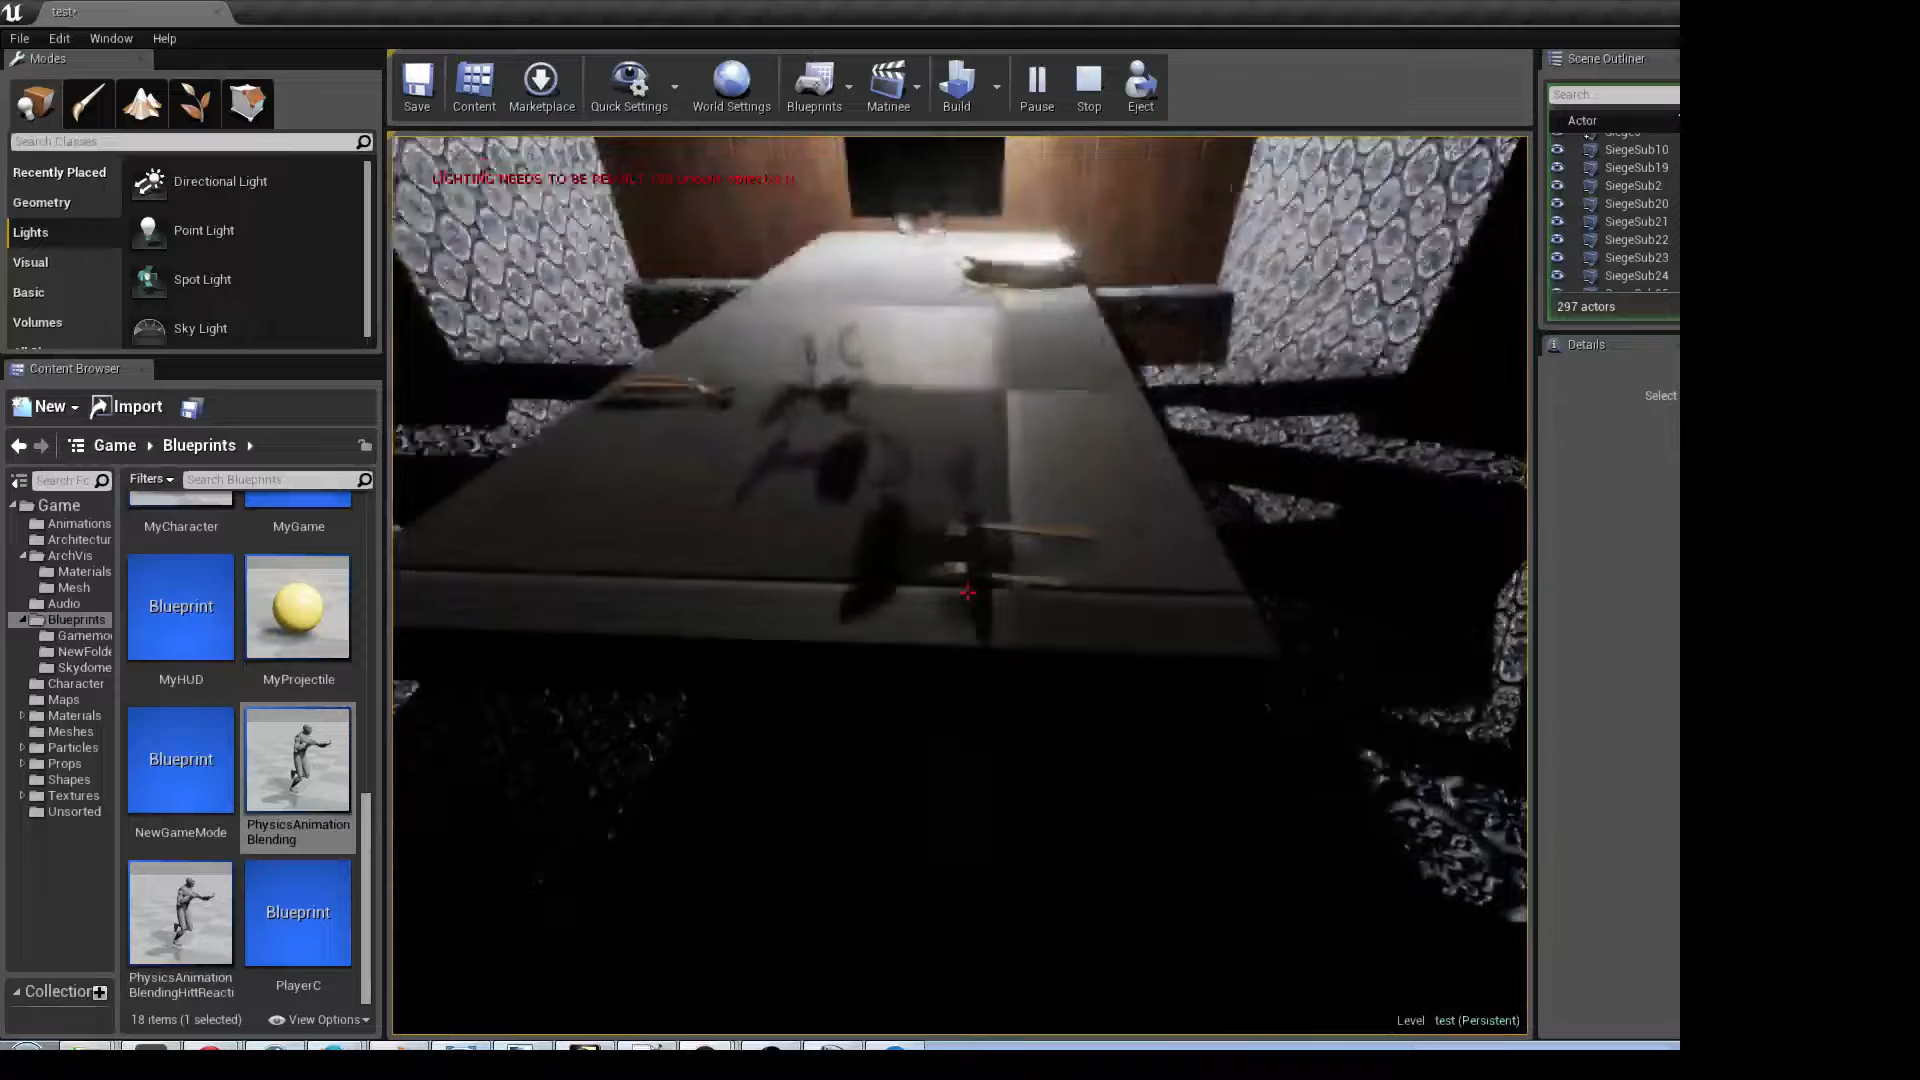 test*
File Edit Window Help
Modes
Search Classes
Recently Placed
Geometry
Lights
Visual
Basic
Volumes
Directional Light
Point Light
Spot Light
Sky Light
Save Content Marketplace Quick Settings World Settings Blueprints Matinee Build Pause Stop Eject
LIGHTING NEEDS TO BE
Level test (Persistent)
Content Browser
New Import
Game Blueprints
Search Fc
Filters Search Blueprints
Game
Animations
Architectur
ArchVis
Materials
Mesh
Audio
Blueprints
Gamemo
NewFolde
Skydome
Character
Maps
Materials
Meshes
Particles
Props
Shapes
Textures
Unsorted
Collection
MyCharacter MyGame
Blueprint
MyHUD MyProjectile
Blueprint
NewGameMode
PhysicsAnimation
Blending
Blueprint
PhysicsAnimation
BlendingHittReacti
PlayerC
18 items (1 selected) View Options
Scene Outliner
Search
Actor
SiegeSub10
SiegeSub19
SiegeSub2
SiegeSub20
SiegeSub21
SiegeSub22
SiegeSub23
SiegeSub24
297 actors
Details
Select